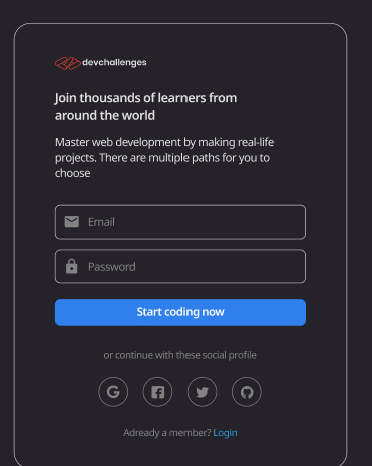 devchallenges
Join thousands of learners from
around the world
Master web development by making real-life
projects. There are multiple paths for you to
choose
Email
Password
Start coding now
or continue with these social profile
Adready a member? Login